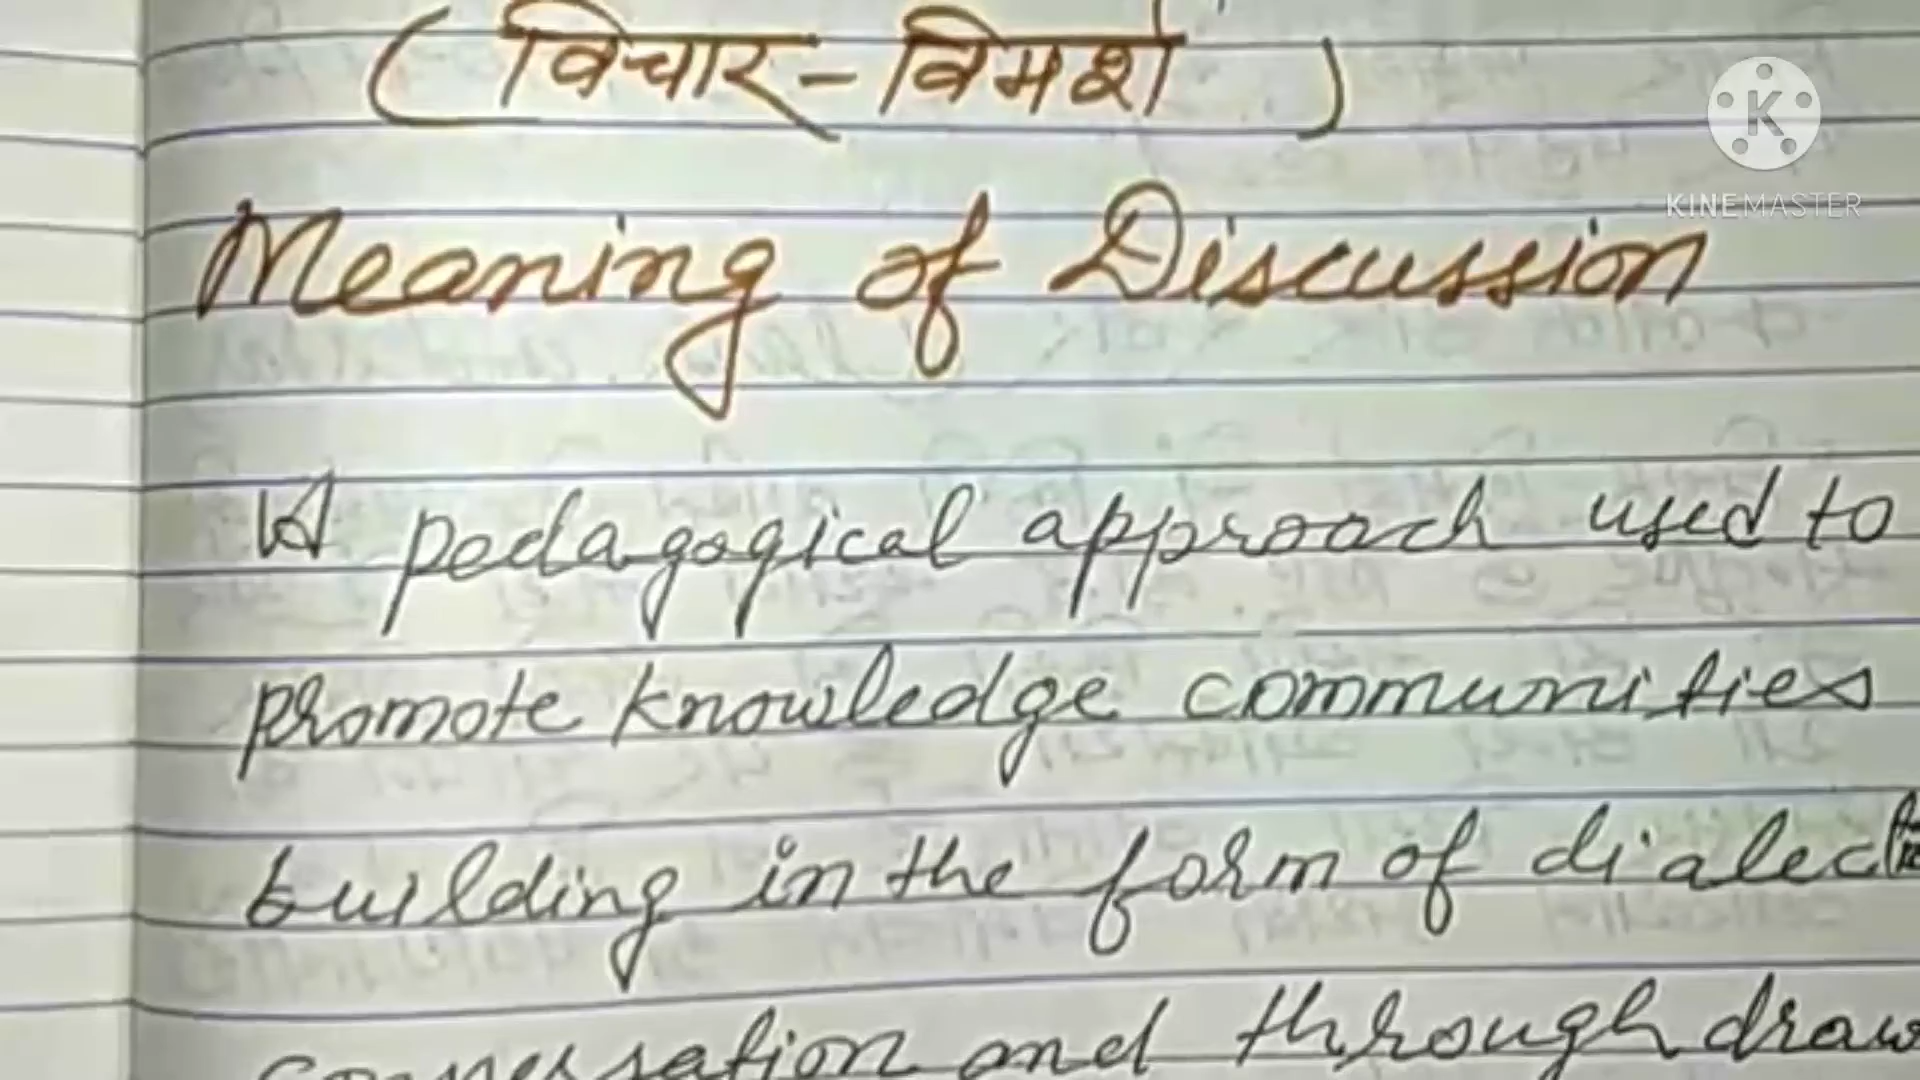 ( विचार - विमर्श )
KINEMASTER
Meaning of Discussion
A pedagogical approach used to
promote knowledge communities
building in the form of dialec
conversation and through draw